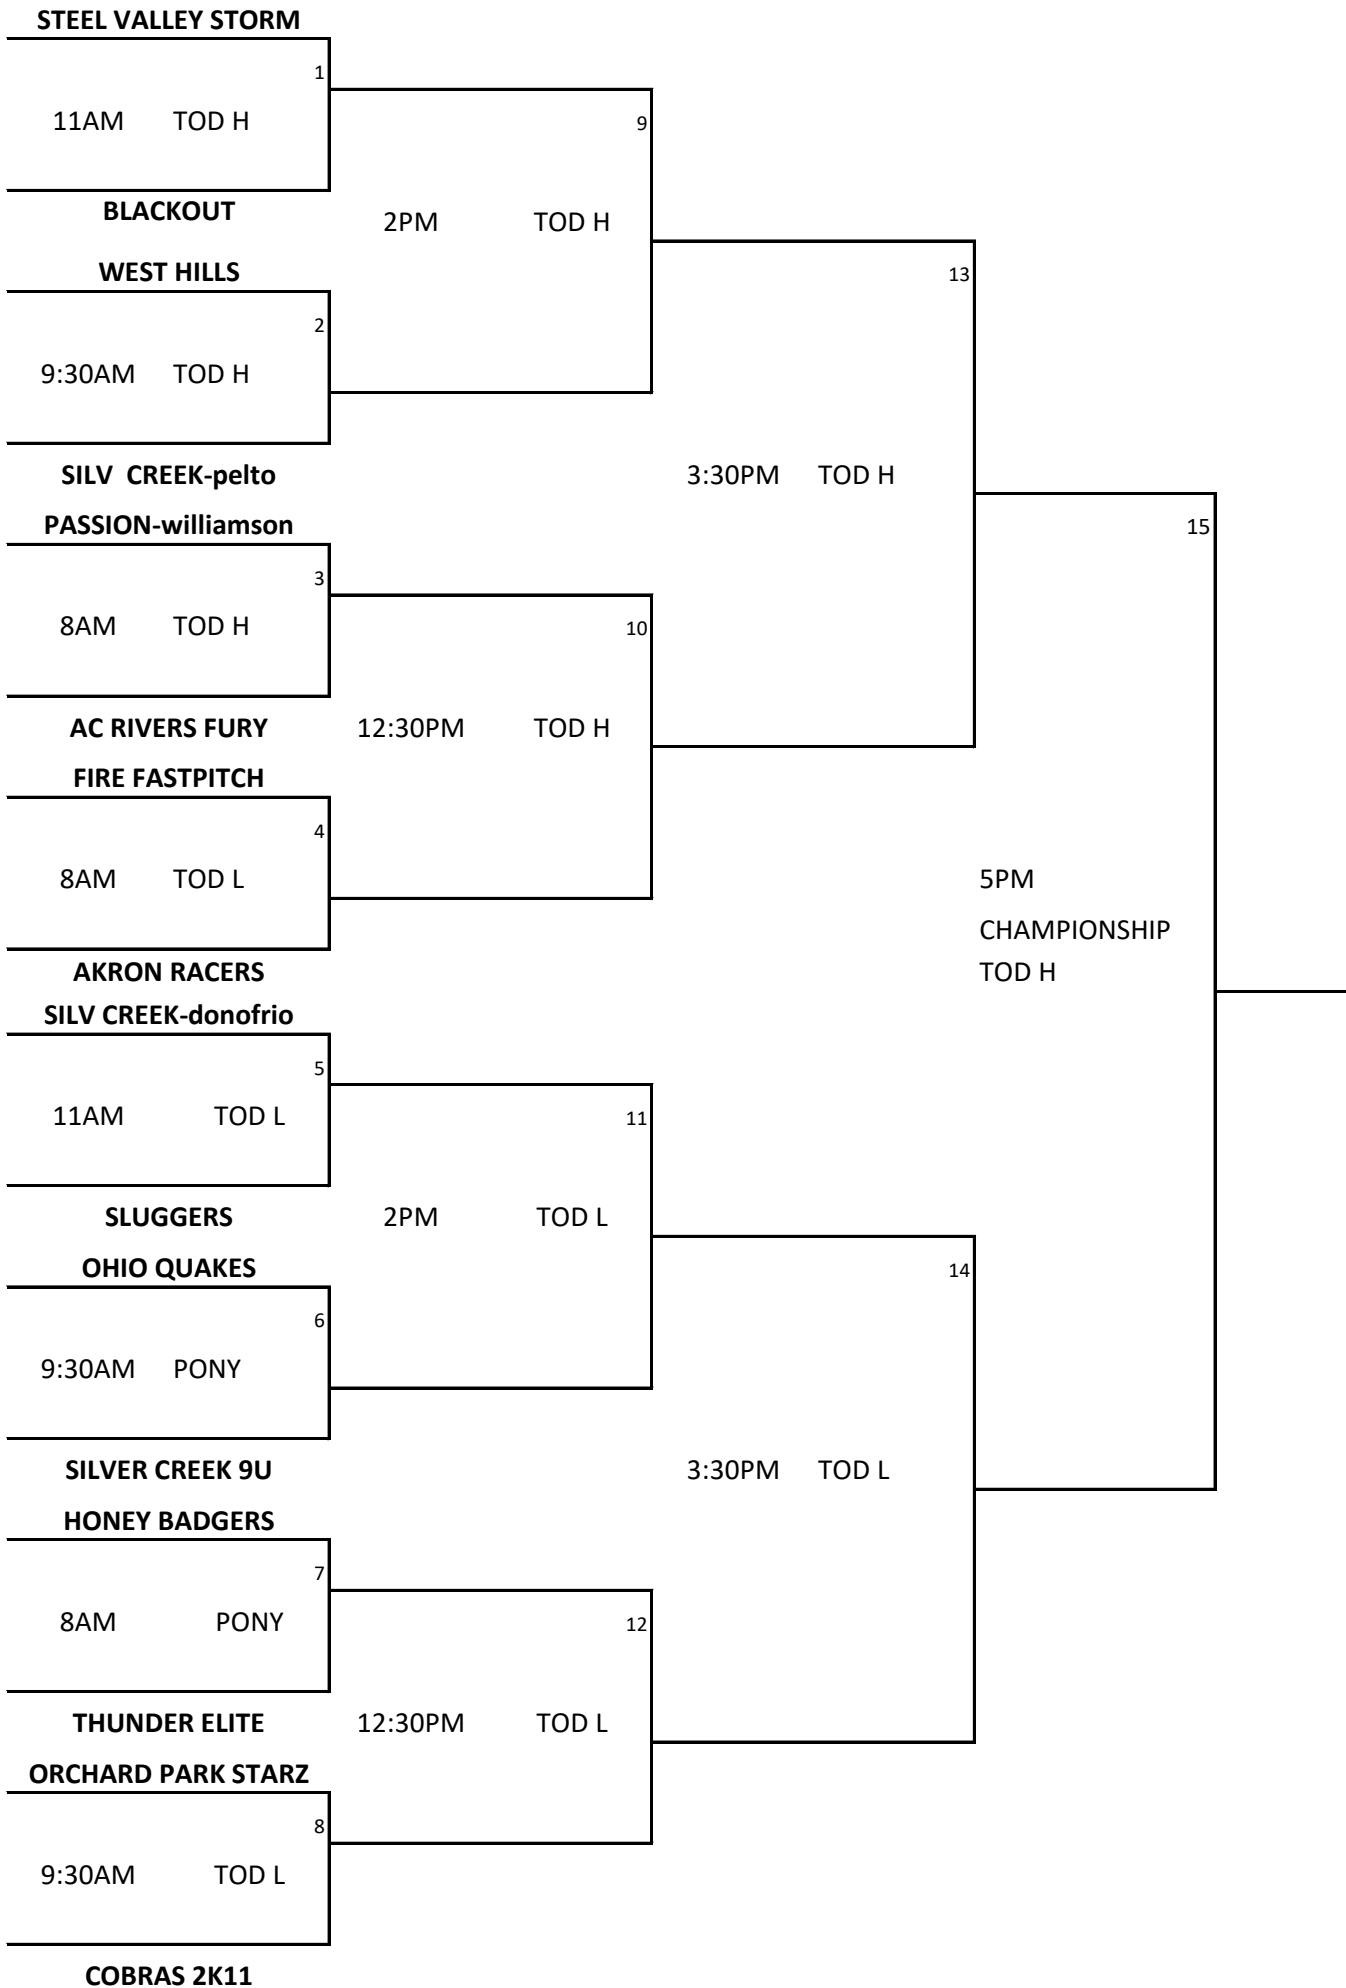 STEEL VALLEY STORM
1
11AM TOD H
9
BLACKOUT
2PM TOD H
WEST HILLS
13
2
9:30AM TOD H
SILV  CREEK-pelto
3:30PM TOD H
PASSION-williamson
15
3
8AM TOD H
10
AC RIVERS FURY
12:30PM TOD H
FIRE FASTPITCH
4
8AM TOD L
5PM
CHAMPIONSHIP
AKRON RACERS
TOD H
SILV CREEK-donofrio
5
11AM TOD L
11
SLUGGERS
2PM TOD L
OHIO QUAKES
14
6
9:30AM PONY
SILVER CREEK 9U
3:30PM TOD L
HONEY BADGERS
7
8AM PONY
12
THUNDER ELITE
12:30PM TOD L
ORCHARD PARK STARZ
8
9:30AM TOD L
COBRAS 2K11